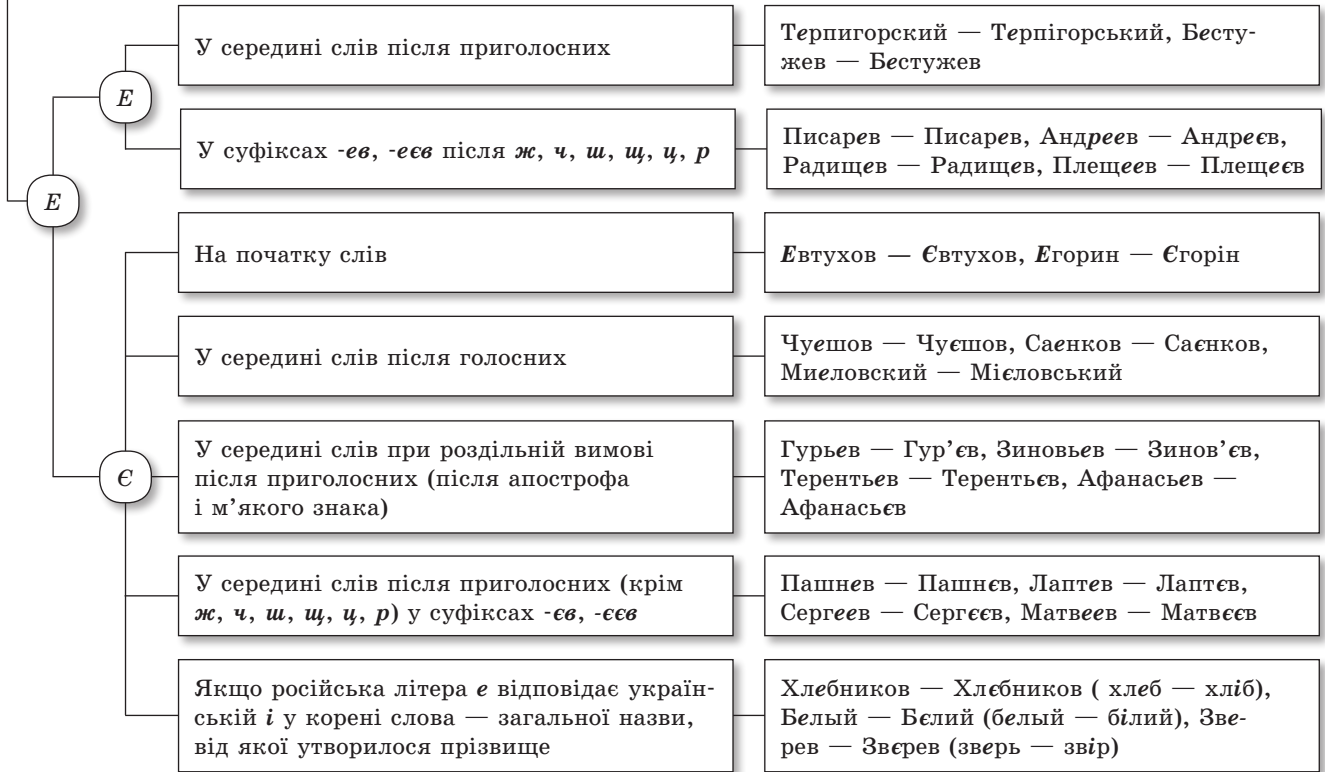 У середині слів після приголосних
Терпигорский — Терпігорський, Бесту-
жев — Бестужев
Е
У суфіксах -ев, -еєв після ж, ч, ш, щ, ц, р
Писарев — Писарев, Андреев — Андреєв,
Радищев — Радищев, Плещеев — Плещеєв
Е
На початку слів
Евтухов — Євтухов, Егорин — Єгорін
У середині слів після голосних
Чуешов — Чуєшов, Саенков — Саєнков,
Миеловский — Мієловський
Є
У середині слів при роздільній вимові
після приголосних (після апострофа
і м’якого знака)
Гурьев — Гур’єв, Зиновьев — Зинов’єв,
Терентьев — Терентьєв, Афанасьев —
Афанасьєв
У середині слів після приголосних (крім
ж, ч, ш, щ, ц, р) у суфіксах -єв, -єєв
Пашнев — Пашнєв, Лаптев — Лаптєв,
Сергеев — Сергєєв, Матвеев — Матвєєв
Якщо російська літера е відповідає україн-
ській і у корені слова — загальної назви,
від якої утворилося прізвище
Хлебников — Хлєбников ( хлеб — хліб),
Белый — Бєлий (белый — білий), Зве-
рев — Звєрев (зверь — звір)